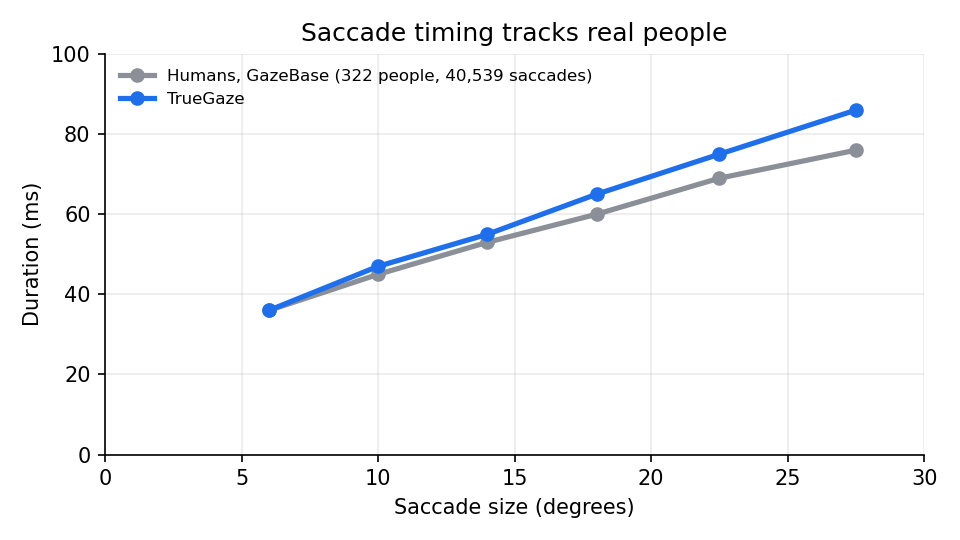 Saccade timing tracks real people
Humans, GazeBase (322 people, 40,539 saccades)
TrueGaze
Duration (ms)
100
80
60
40
20
0
0 5 10 15 20 25 30
Saccade size (degrees)